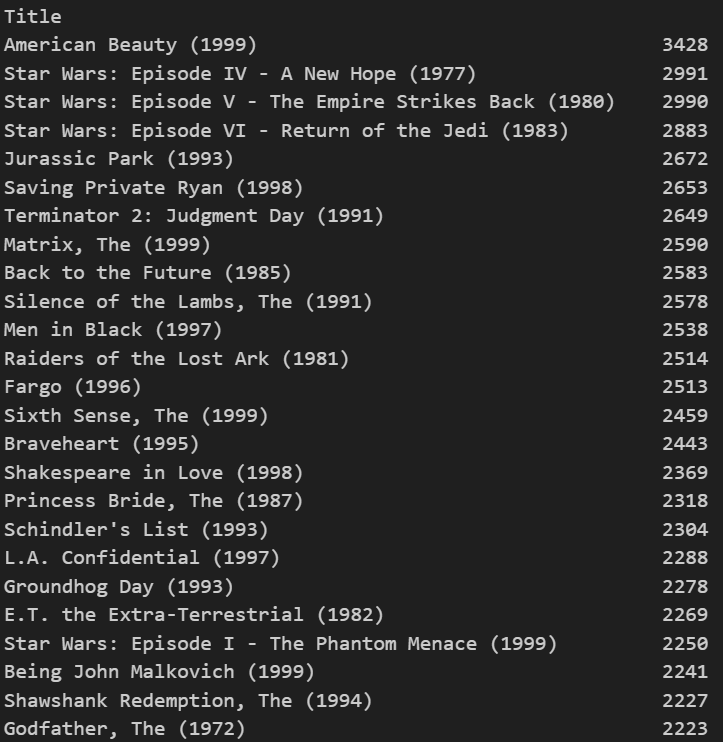 Title
American Beauty (1999) 3428
Star Wars: Episode IV - A New Hope (1977) 2991
Star Wars: Episode V - The Empire Strikes Back (1980) 2990
Star Wars: Episode VI - Return of the Jedi (1983) 2883
Jurassic Park (1993) 2672
Saving Private Ryan (1998) 2653
Terminator 2: Judgment Day (1991) 2649
Matrix, The (1999) 2590
Back to the Future (1985) 2583
Silence of the Lambs, The (1991) 2578
Men in Black (1997) 2538
Raiders of the Lost Ark (1981) 2514
Fargo (1996) 2513
Sixth Sense, The (1999) 2459
Braveheart (1995) 2443
Shakespeare in Love (1998) 2369
Princess Bride, The (1987) 2318
Schindler's List (1993) 2304
L.A. Confidential (1997) 2288
Groundhog Day (1993) 2278
E.T. the Extra-Terrestrial (1982) 2269
Star Wars: Episode I - The Phantom Menace (1999) 2250
Being John Malkovich (1999) 2241
Shawshank Redemption, The (1994) 2227
Godfather, The (1972) 2223